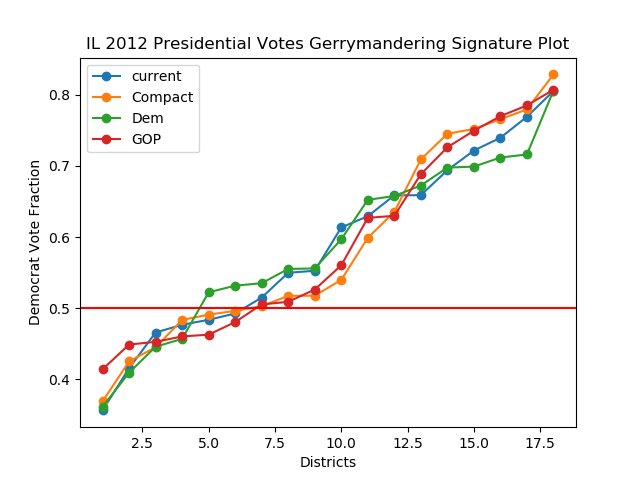 IL 2012 Presidential Votes Gerrymandering Signature Plot
current
Compact
Dem
GOP
Democrat Vote Fraction
0.8
0.7
0.6
0.5
0.4
2.5 5.0 7.5 10.0 12.5 15.0 17.5
Districts